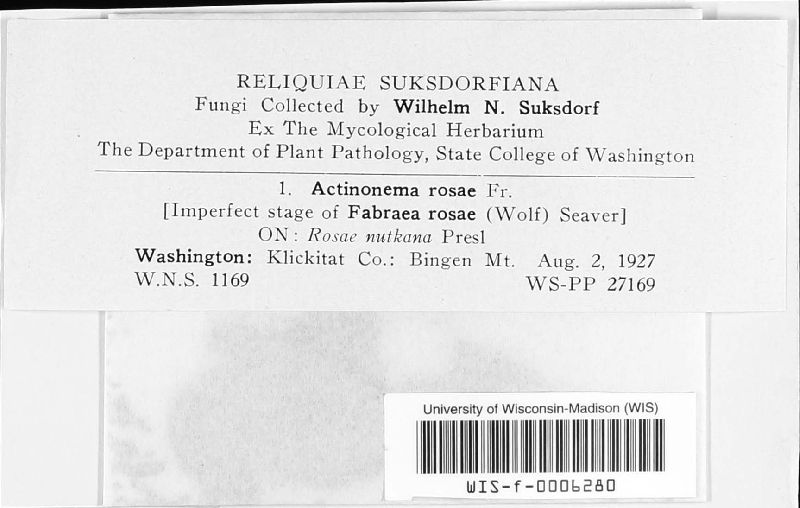 RELIQUIAE SUKSDORFIANA
Fungi Collected by Wilhelm N. Suksdorf
Ex The Mycological Herbarium
The Department of Plant Pathology, State College of Washington
1. Actinonema rosae Fr.
[Imperfect stage of Fabraea rosae (Wolf) Seaver]
ON: Rosae nutkana Presl
Washington: Klickitat Co.: Bingen Mt. Aug. 2, 1927
W.N.S. 1169 WS-PP 27169
University of Wisconsin-Madison (WIS)
WIS-f-0006280